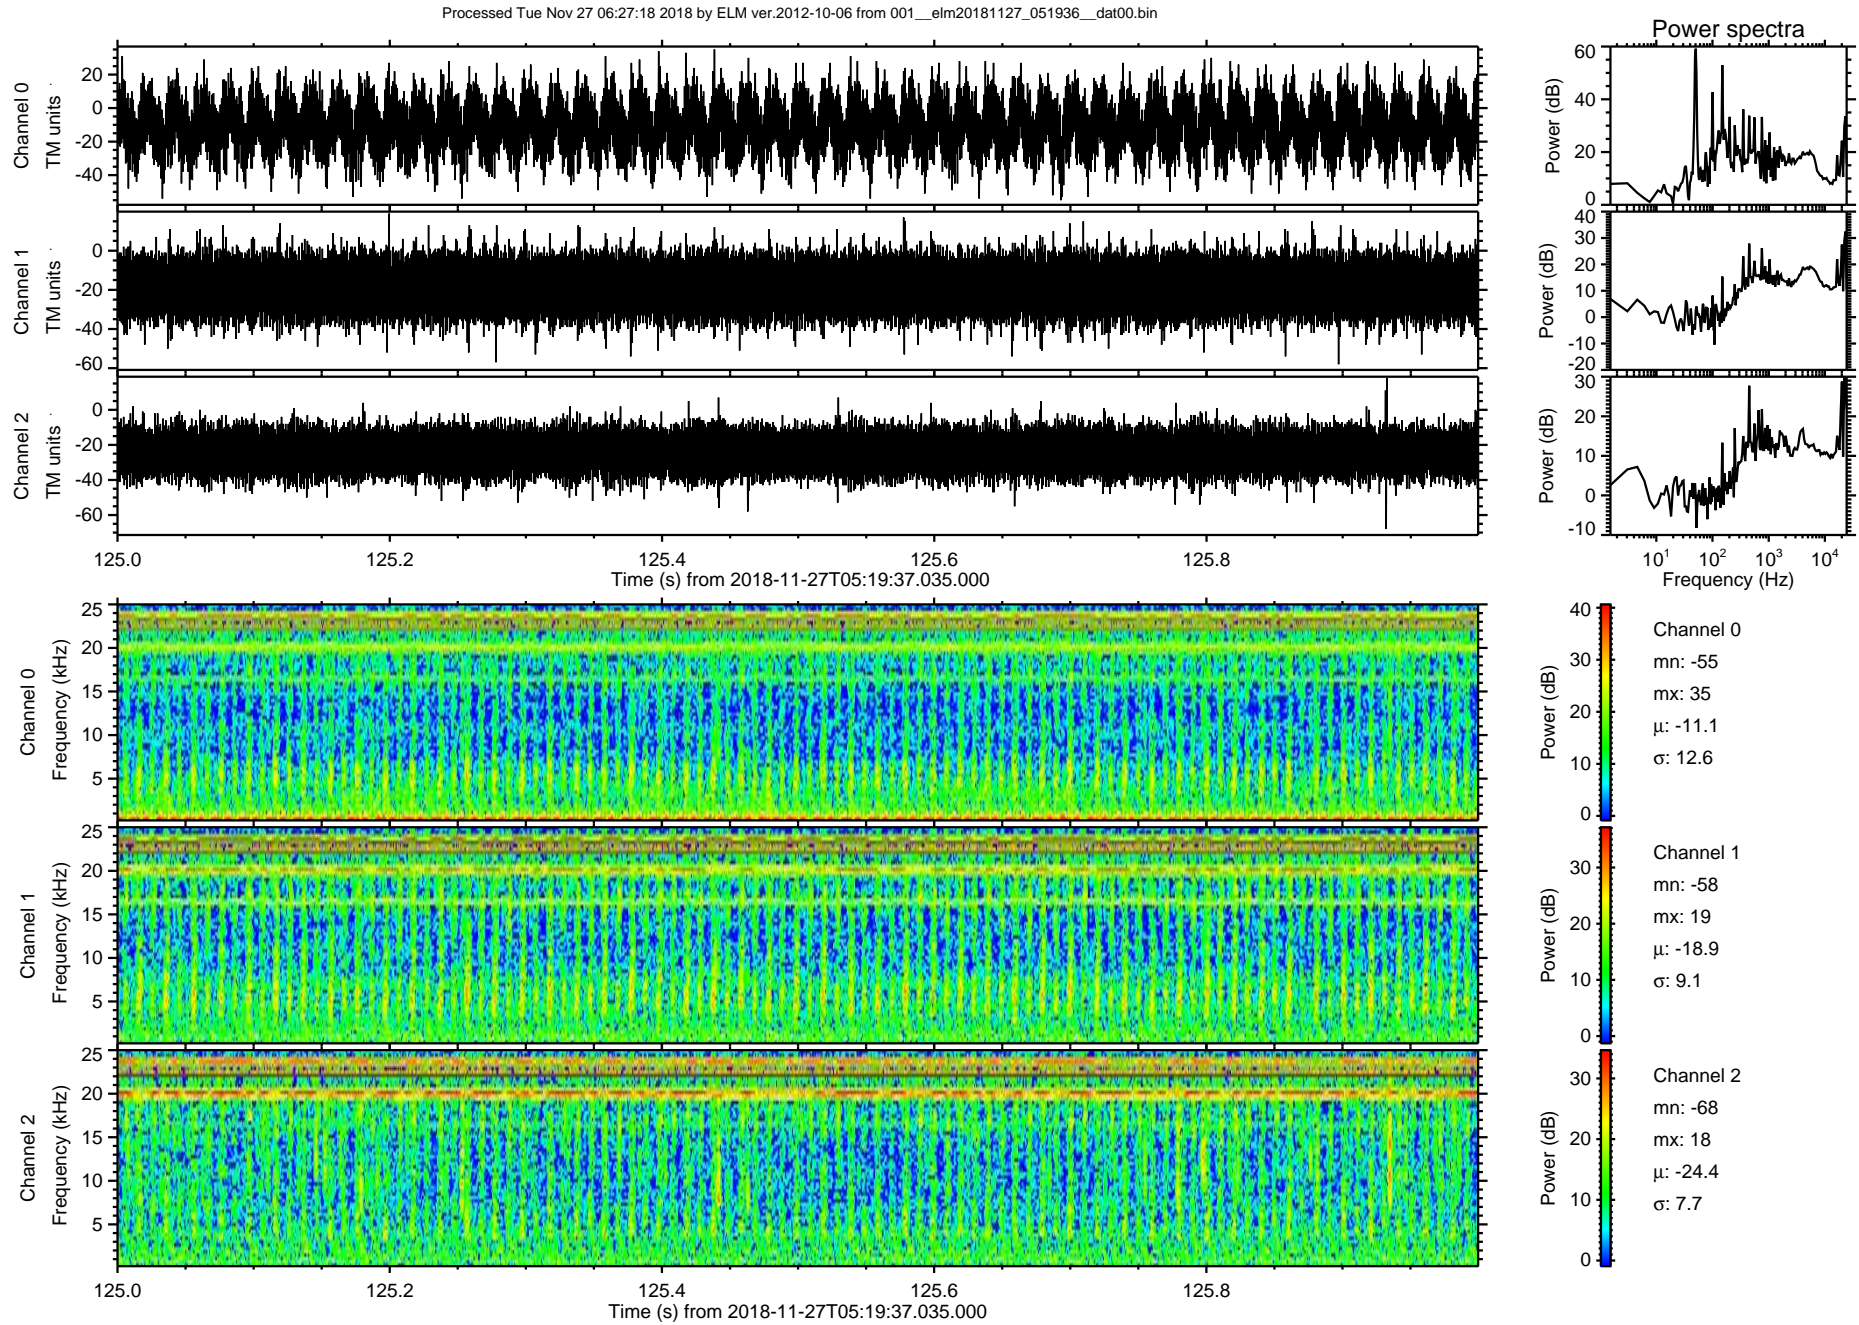 Processed Tue Nov 27 06:27:18 2018 by ELM ver.2012-10-06 from 001__elm20181127_051936__dat00.bin
Power spectra
Channel 0
TM units
20
0
-20
-40
Power (dB)
60
40
20
0
Channel 1
TM units
0
-20
-40
-60
Power (dB)
40
30
20
10
0
-10
-20
Channel 2
TM units
0
-20
-40
-60
Power (dB)
30
20
10
0
-10
125.0 125.2 125.4 125.6 125.8
Time (s) from 2018-11-27T05:19:37.035.000
10^1 10^2 10^3 10^4
Frequency (Hz)
Channel 0
Frequency (kHz)
25
20
15
10
5
Power (dB)
40
30
20
10
0
Channel 0
mn: -55
mx: 35
μ: -11.1
σ: 12.6
Channel 1
Frequency (kHz)
25
20
15
10
5
Power (dB)
30
20
10
0
Channel 1
mn: -58
mx: 19
μ: -18.9
σ: 9.1
Channel 2
Frequency (kHz)
25
20
15
10
5
Power (dB)
30
20
10
0
Channel 2
mn: -68
mx: 18
μ: -24.4
σ: 7.7
125.0 125.2 125.4 125.6 125.8
Time (s) from 2018-11-27T05:19:37.035.000